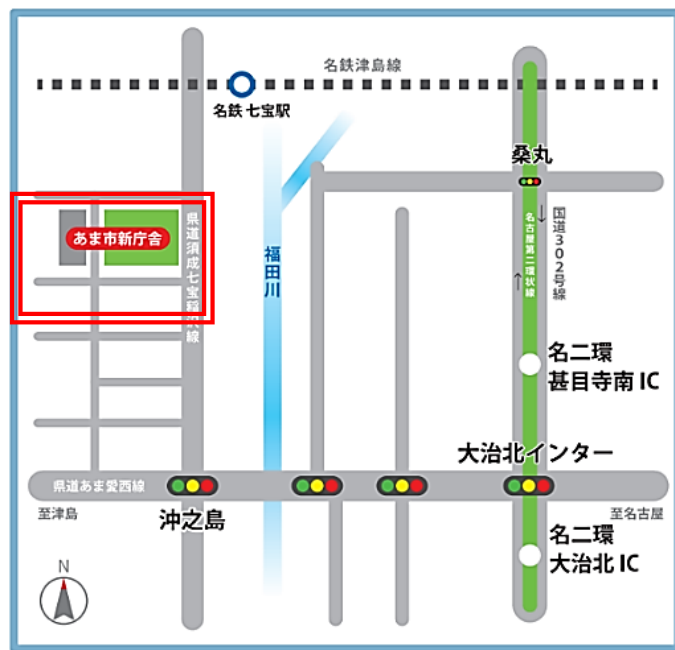 名鉄津島線
名鉄 七宝駅
桑丸
あま市新庁舎
県道須成七宝稲沢線
福田川
名古屋第二環状線
国道302号線
↓
↑
名二環
甚目寺南 IC
大治北インター
県道あま愛西線
至津島
沖之島
至名古屋
名二環
大治北 IC
N